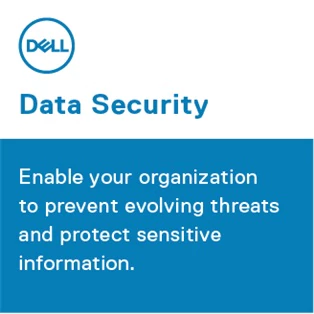 DELL
Data Security
Enable your organization
to prevent evolving threats
and protect sensitive
information.